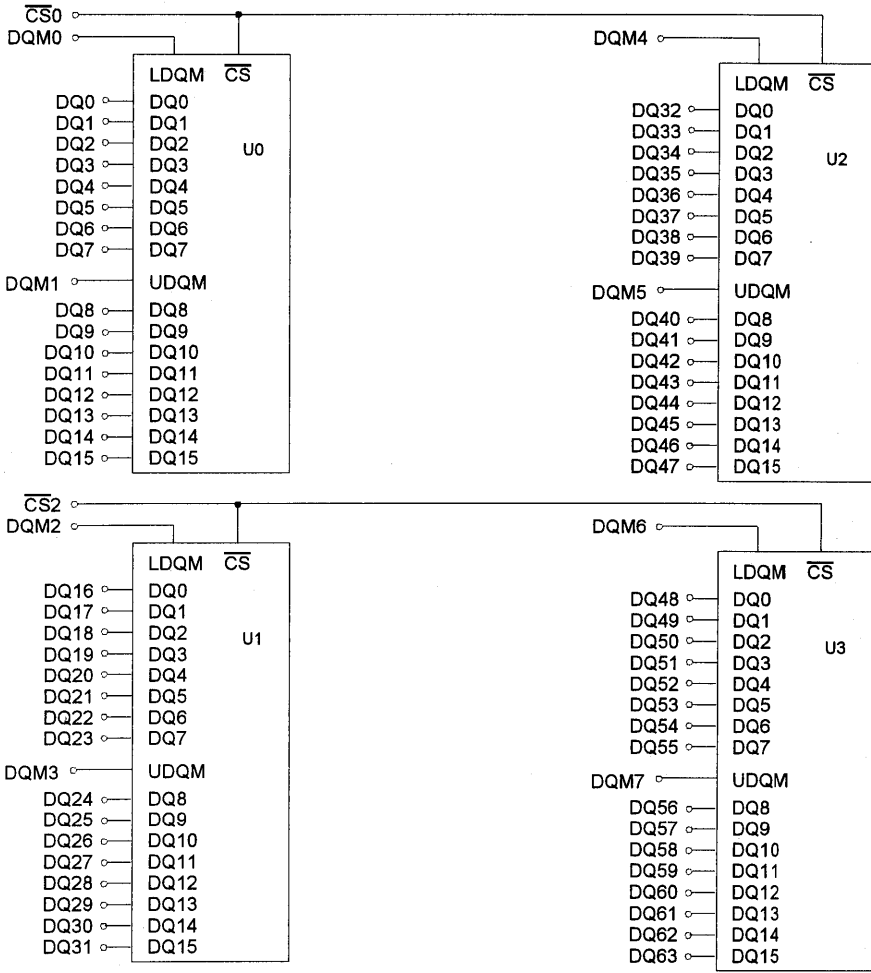 C̅S̅0
DQM0
LDQM C̅S̅
DQ0 DQ0
DQ1 DQ1
DQ2 DQ2
U0
DQ3 DQ3
DQ4 DQ4
DQ5 DQ5
DQ6 DQ6
DQ7 DQ7
DQM1 UDQM
DQ8 DQ8
DQ9 DQ9
DQ10 DQ10
DQ11 DQ11
DQ12 DQ12
DQ13 DQ13
DQ14 DQ14
DQ15 DQ15
DQM4
LDQM C̅S̅
DQ32 DQ0
DQ33 DQ1
DQ34 DQ2
U2
DQ35 DQ3
DQ36 DQ4
DQ37 DQ5
DQ38 DQ6
DQ39 DQ7
DQM5 UDQM
DQ40 DQ8
DQ41 DQ9
DQ42 DQ10
DQ43 DQ11
DQ44 DQ12
DQ45 DQ13
DQ46 DQ14
DQ47 DQ15
C̅S̅2
DQM2
LDQM C̅S̅
DQ16 DQ0
DQ17 DQ1
DQ18 DQ2
U1
DQ19 DQ3
DQ20 DQ4
DQ21 DQ5
DQ22 DQ6
DQ23 DQ7
DQM3 UDQM
DQ24 DQ8
DQ25 DQ9
DQ26 DQ10
DQ27 DQ11
DQ28 DQ12
DQ29 DQ13
DQ30 DQ14
DQ31 DQ15
DQM6
LDQM C̅S̅
DQ48 DQ0
DQ49 DQ1
DQ50 DQ2
U3
DQ51 DQ3
DQ52 DQ4
DQ53 DQ5
DQ54 DQ6
DQ55 DQ7
DQM7 UDQM
DQ56 DQ8
DQ57 DQ9
DQ58 DQ10
DQ59 DQ11
DQ60 DQ12
DQ61 DQ13
DQ62 DQ14
DQ63 DQ15